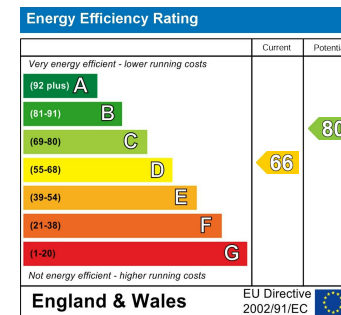 Energy Efficiency Rating
Current
Potenti
Very energy efficient - lower running costs
(92 plus) A
(81-91) B
(69-80) C
80
(55-68) D
66
(39-54) E
(21-38) F
(1-20) G
Not energy efficient - higher running costs
England & Wales
EU Directive
2002/91/EC